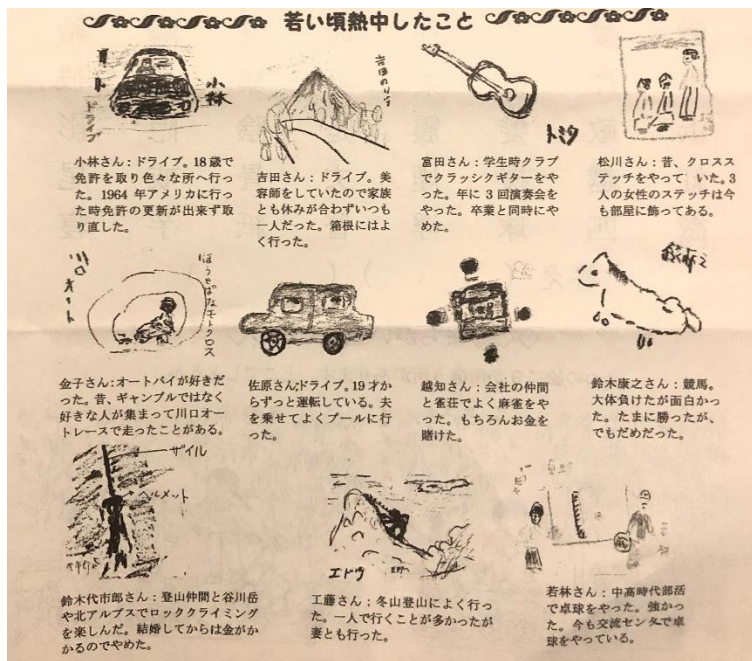 若い頃熱中したこと
小林
ドライブ
小林さん：ドライブ。18歳で
免許を取り色々な所へ行っ
た。1964年アメリカに行っ
た時免許の更新が出来ず取
り直した。
吉田さん：ドライブ。美
容師をしていたので家族
とも休みが合わずいつも
一人だった。箱根にはよ
く行った。
トミタ
富田さん：学生時クラブ
でクラシックギターをや
った。年に3回演奏会を
やった。卒業と同時にや
めた。
松川さん：昔、クロスス
テッチをやって いた。3
人の女性のステッチは今
も部屋に飾ってある。
モトクロス
金子さん：オートバイが好きだ
った。昔、ギャンブルではなく
好きな人が集まって川口オー
トレースで走ったことがある。
佐原さん：ドライブ。19才か
らずっと運転している。夫
を乗せてよくプールに行
った。
越知さん：会社の仲間
と雀荘でよく麻雀をや
った。もちろんお金を
賭けた。
鈴木康之さん：競馬。
大体負けたが面白かっ
た。たまに勝ったが、
でもだめだった。
ザイル
ヘルメット
鈴木代市郎さん：登山仲間と谷川岳
や北アルプスでロッククライミング
を楽しんだ。結婚してからは金がか
かるのでやめた。
エドウ
工藤さん：冬山登山によく行っ
た。一人で行くことが多かったが
妻とも行った。
若林さん：中高時代部活
で卓球をやった。強かっ
た。今も交流センタで卓
球をやっている。